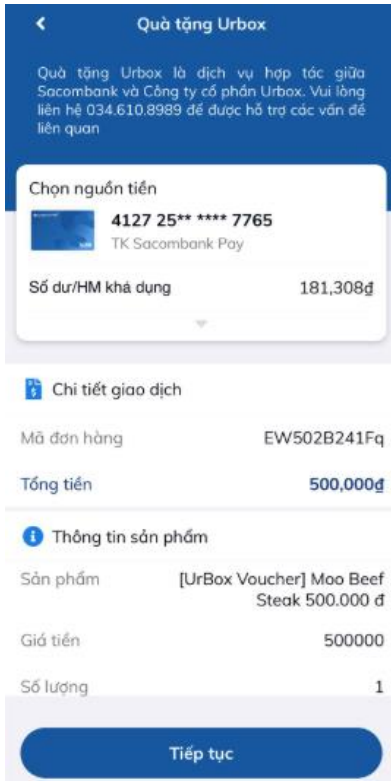 Quà tặng Urbox
Quà tặng Urbox là dịch vụ hợp tác giữa
Sacombank và Công ty cổ phần Urbox. Vui lòng
liên hệ 034.610.8989 để được hỗ trợ các vấn đề
liên quan
Chọn nguồn tiền
4127 25** **** 7765
TK Sacombank Pay
Số dư/HM khả dụng 181,308₫
Chi tiết giao dịch
Mã đơn hàng EW502B241Fq
Tổng tiền 500,000₫
Thông tin sản phẩm
Sản phẩm [UrBox Voucher] Moo Beef
Steak 500.000 đ
Giá tiền 500000
Số lượng 1
Tiếp tục